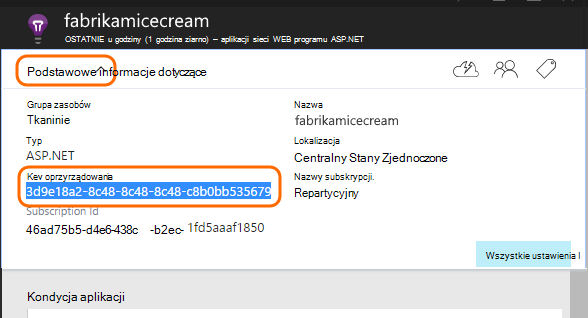 fabrikamicecream
OSTATNIE u godziny (1 godzina ziarno) – aplikacji sieci WEB programu ASP.NET
Podstawowe informacje dotyczące
Grupa zasobów
Tkaninie
Nazwa
fabrikamicecream
Typ
ASP.NET
Lokalizacja
Centralny Stany Zjednoczone
Kev oprzyrządowania
3d9e18a2-8c48-8c48-8c48-c8b0bb535679
Nazwy subskrypcji.
Repartycyjny
Subscription Id
46ad75b5-d4e6-438c -b2ec- 1fd5aaaf1850
Wszystkie ustawienia l
Kondycja aplikacji